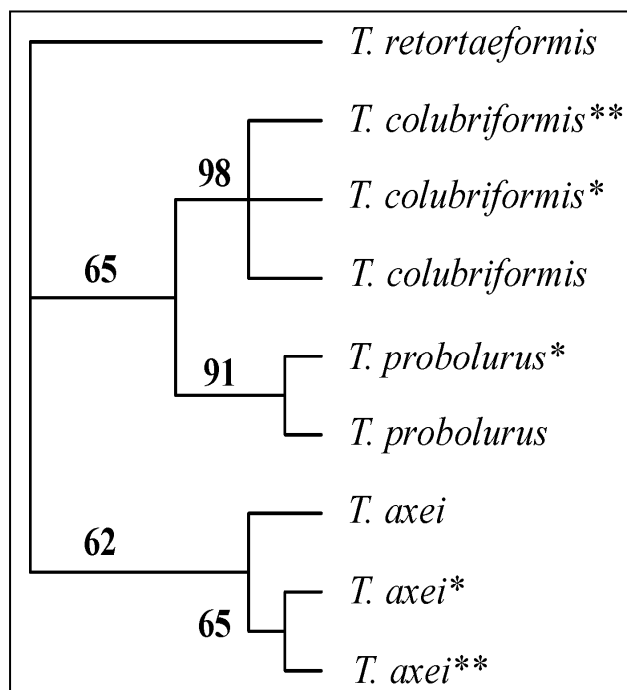 T. retortaeformis
T. colubriformis**
98
T. colubriformis*
65
T. colubriformis
T. probolurus*
91
T. probolurus
T. axei
62
T. axei*
65
T. axei**